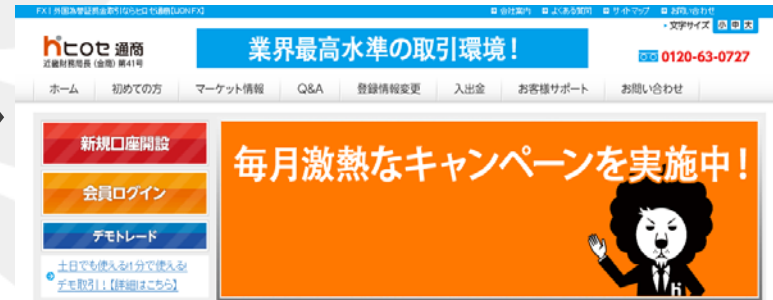 FX|外国為替証拠金取引ならヒロセ通商【LIONFX】
会社案内 よくある質問 サイトマップ お問い合わせ
・文字サイズ 小 中 大
ヒロセ通商
近畿財務局長(金商) 第41号
業界最高水準の取引環境!
0120-63-0727
ホーム 初めての方 マーケット情報 Q&A 登録情報変更 入出金 お客様サポート お問い合わせ
新規口座開設
毎月激熱なキャンペーンを実施中!
会員ログイン
デモトレード
土日でも使える!1分で使える!
デモ取引!【詳細はこちら】
h